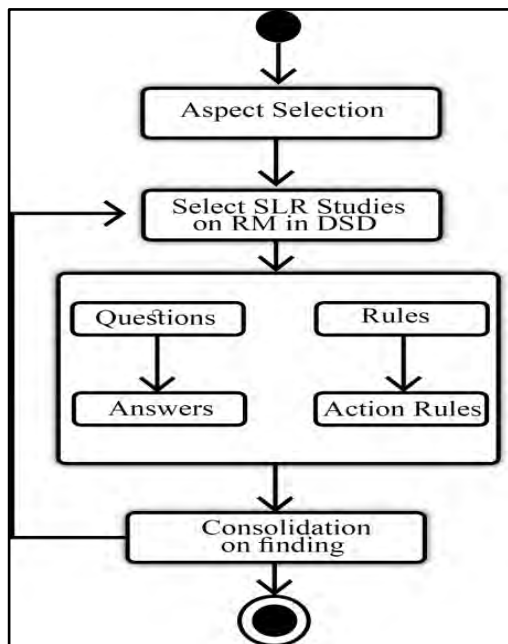 Aspect Selection
Select SLR Studies
on RM in DSD
Questions
Rules
Answers
Action Rules
Consolidation
on finding